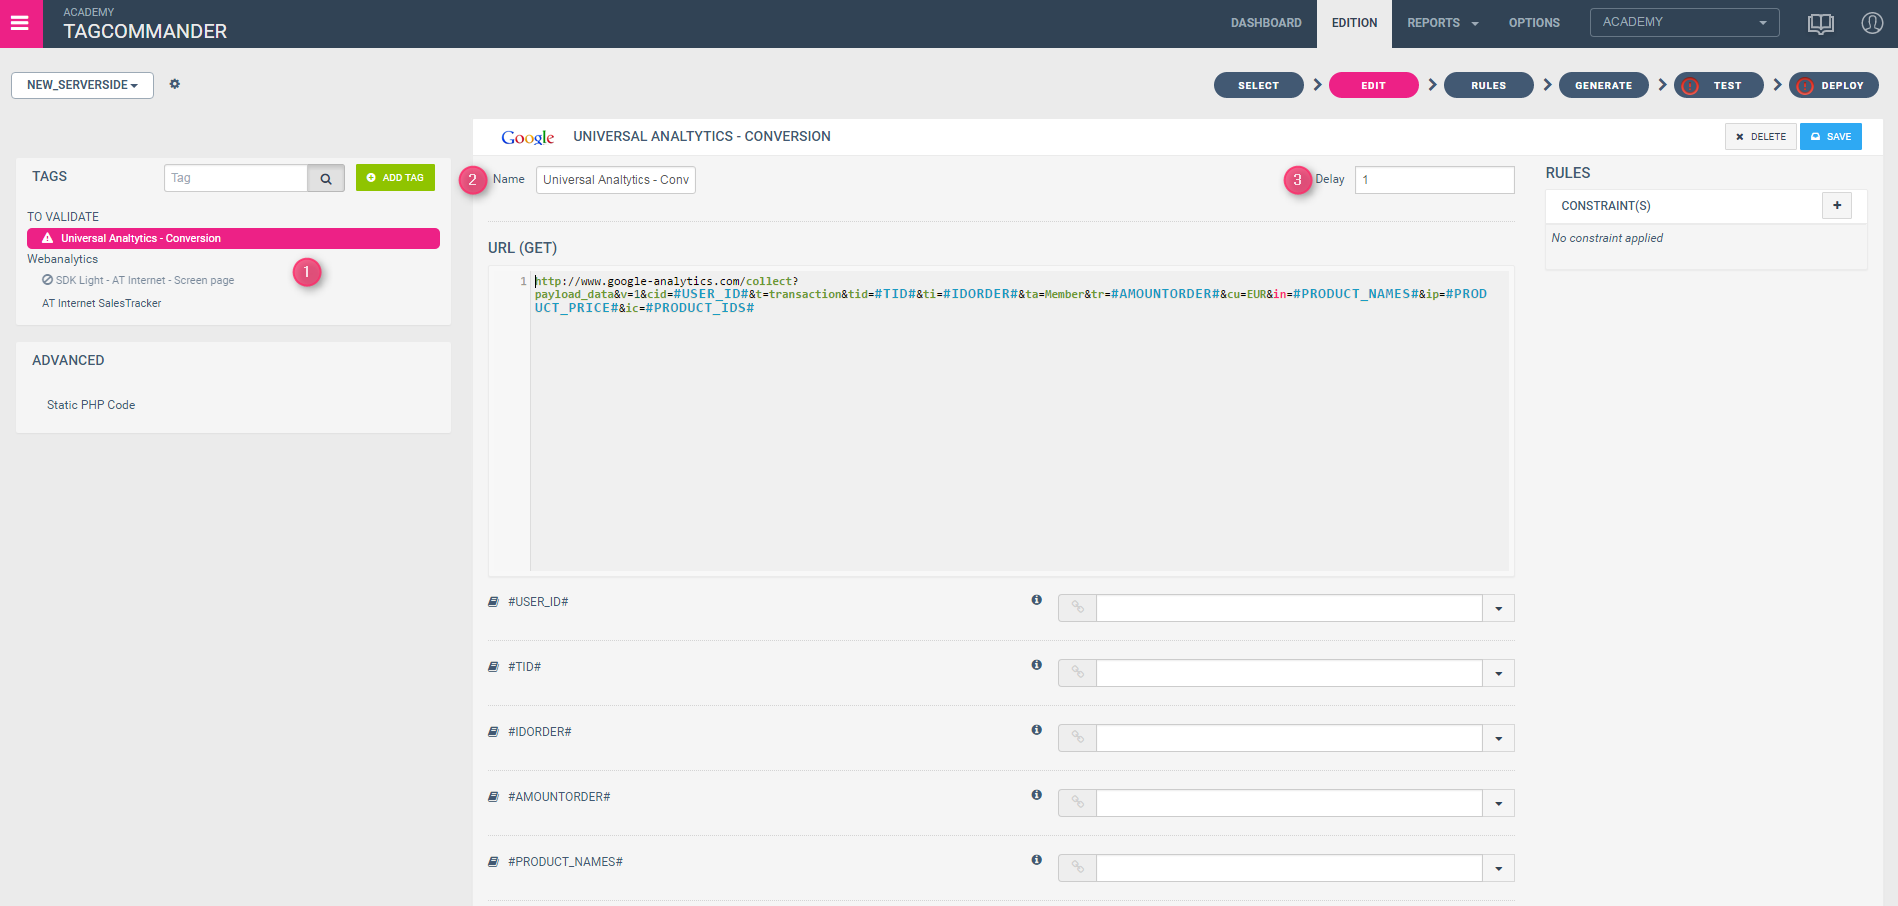 ACADEMY
TAGCOMMANDER
DASHBOARD
EDITION
REPORTS
OPTIONS
ACADEMY
NEW_SERVERSIDE
SELECT
EDIT
RULES
GENERATE
TEST
DEPLOY
Google
UNIVERSAL ANALTYTICS - CONVERSION
DELETE
SAVE
TAGS
Tag
ADD TAG
TO VALIDATE
Universal Analtytics - Conversion
Webanalytics
SDK Light - AT Internet - Screen page
AT Internet SalesTracker
1
ADVANCED
Static PHP Code
2
Name
Universal Analtytics - Conv
3
Delay
1
URL (GET)
1
http://www.google-analytics.com/collect?
payload_data&v=1&cid=#USER_ID#&t=transaction&tid=#TID#&ti=#IDORDER#&ta=Member&tr=#AMOUNTORDER#&cu=EUR&in=#PRODUCT_NAMES#&ip=#PROD
UCT_PRICE#&ic=#PRODUCT_IDS#
#USER_ID#
#TID#
#IDORDER#
#AMOUNTORDER#
#PRODUCT_NAMES#
RULES
CONSTRAINT(S)
+
No constraint applied